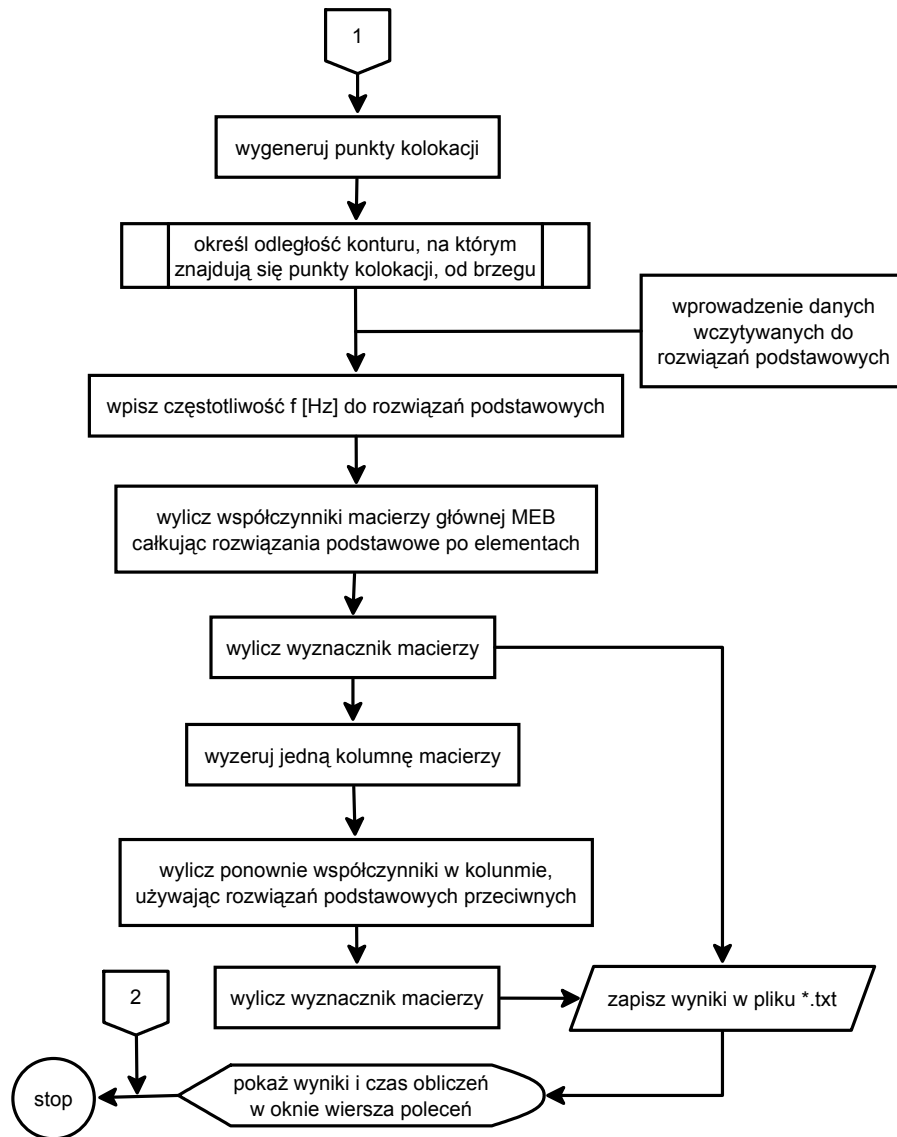 1
wygeneruj punkty kolokacji
określ odległość konturu, na którym
znajdują się punkty kolokacji, od brzegu
wprowadzenie danych
wczytywanych do
rozwiązań podstawowych
wpisz częstotliwość f [Hz] do rozwiązań podstawowych
wylicz współczynniki macierzy głównej MEB
całkując rozwiązania podstawowe po elementach
wylicz wyznacznik macierzy
wyzeruj jedną kolumnę macierzy
wylicz ponownie współczynniki w kolunmie,
używając rozwiązań podstawowych przeciwnych
2
wylicz wyznacznik macierzy
zapisz wyniki w pliku *.txt
stop
pokaż wyniki i czas obliczeń
w oknie wiersza poleceń